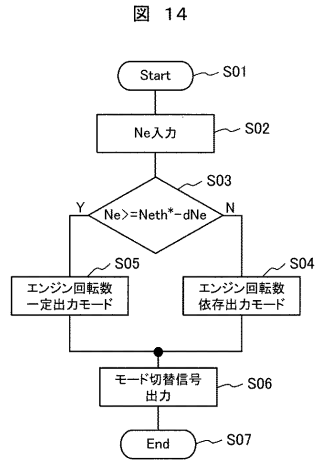 図 14
Start
S01
Ne入力
S02
S03
Ne>=Neth*-dNe
Y
N
S05
エンジン回転数
一定出力モード
S04
エンジン回転数
依存出力モード
モード切替信号
出力
S06
End
S07